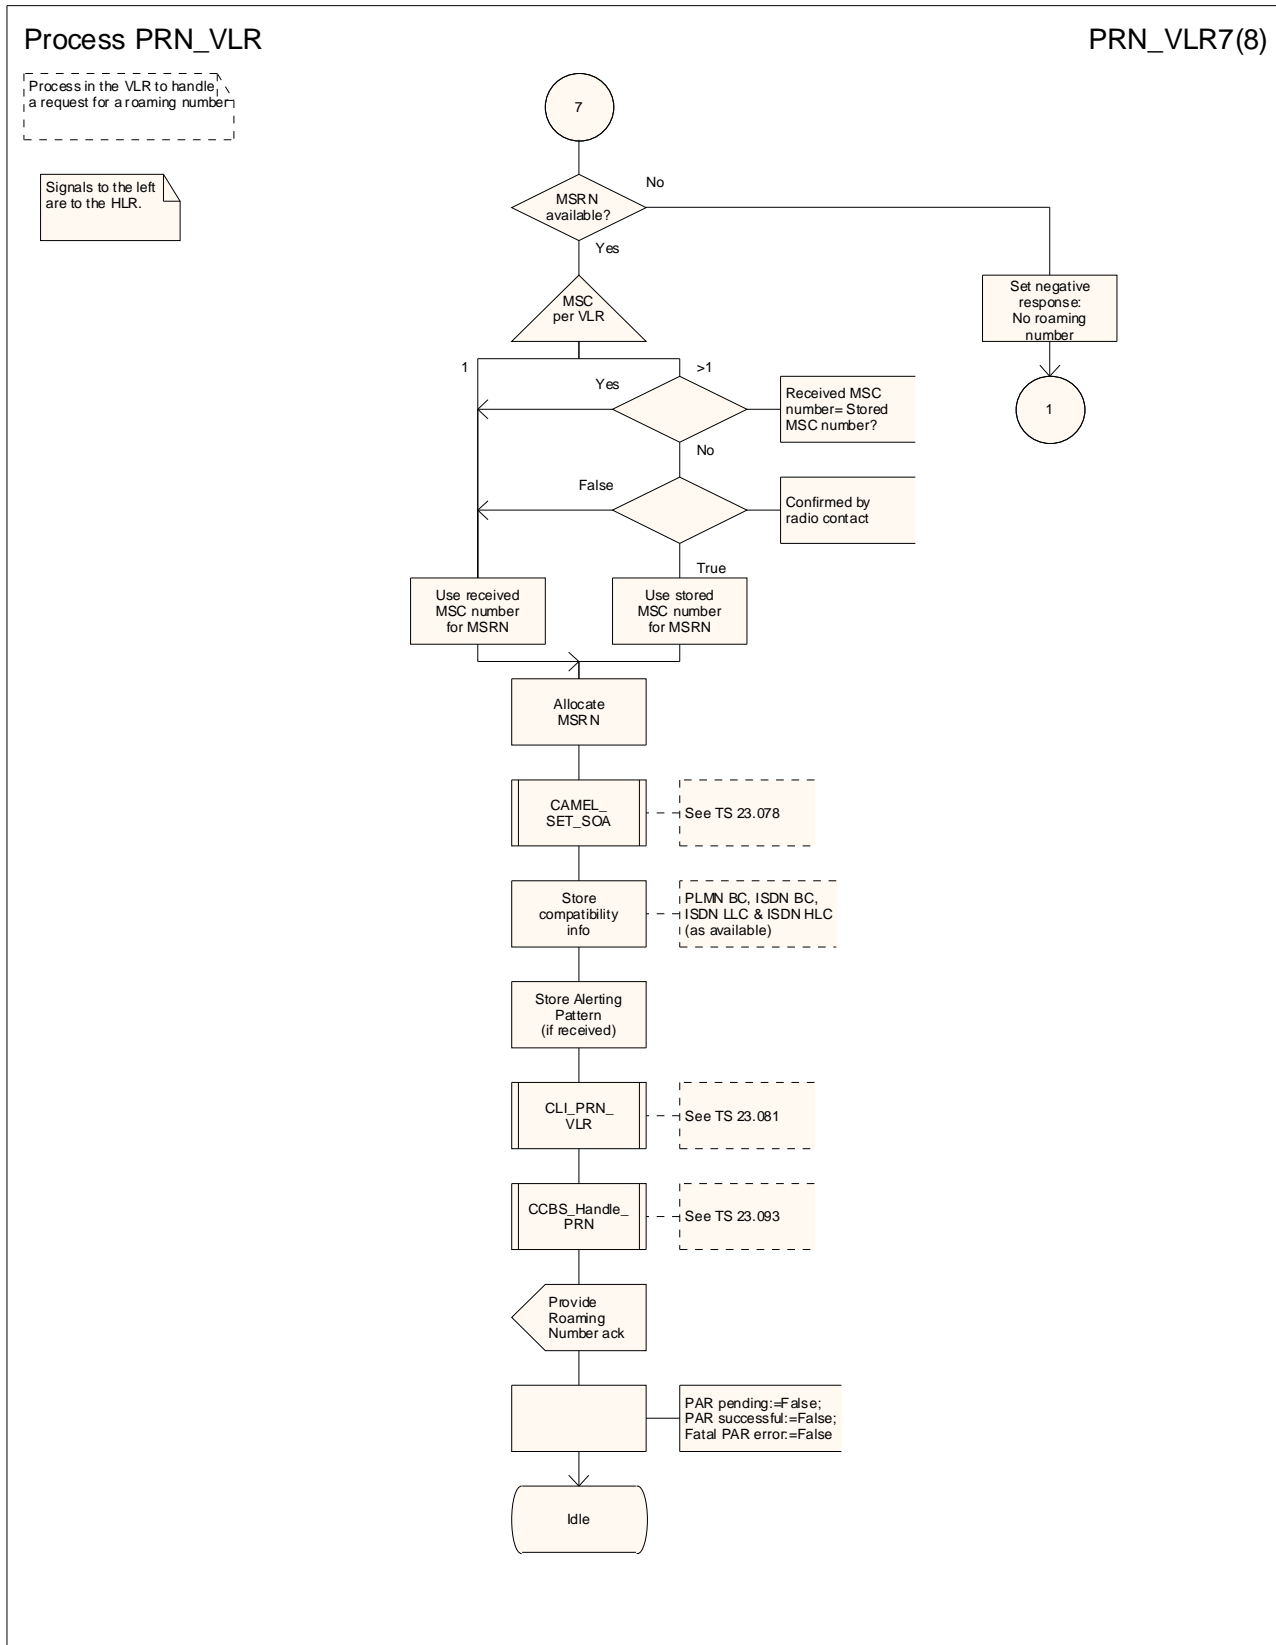 Process PRN_VLR
PRN_VLR7(8)
Process in the VLR to handle
a request for a roaming number
Signals to the left
are to the HLR.
7
MSRN
available?
No
Yes
MSC
per VLR
Set negative
response:
No roaming
number
1
1
>1
Yes
Received MSC
number= Stored
MSC number?
No
False
Confirmed by
radio contact
True
Use received
MSC number
for MSRN
Use stored
MSC number
for MSRN
Allocate
MSRN
CAMEL_
SET_SOA
See TS 23.078
Store
compatibility
info
PLMN BC, ISDN BC,
ISDN LLC & ISDN HLC
(as available)
Store Alerting
Pattern
(if received)
CLI_PRN_
VLR
See TS 23.081
CCBS_Handle_
PRN
See TS 23.093
Provide
Roaming
Number ack
PAR pending:=False;
PAR successful:=False;
Fatal PAR error:=False
Idle